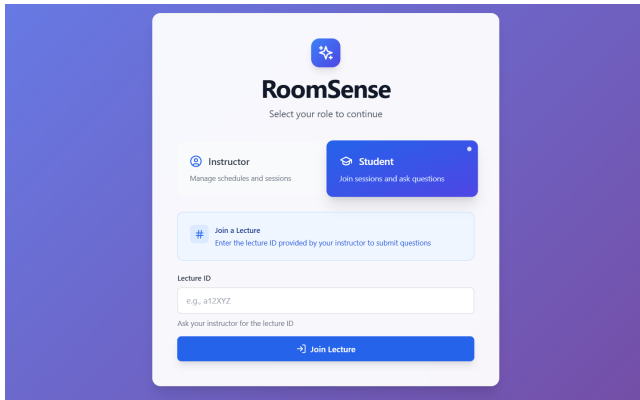 RoomSense
Select your role to continue
Instructor
Manage schedules and sessions
Student
Join sessions and ask questions
#
Join a Lecture
Enter the lecture ID provided by your instructor to submit questions
Lecture ID
e.g., a12XYZ
Ask your instructor for the lecture ID
Join Lecture